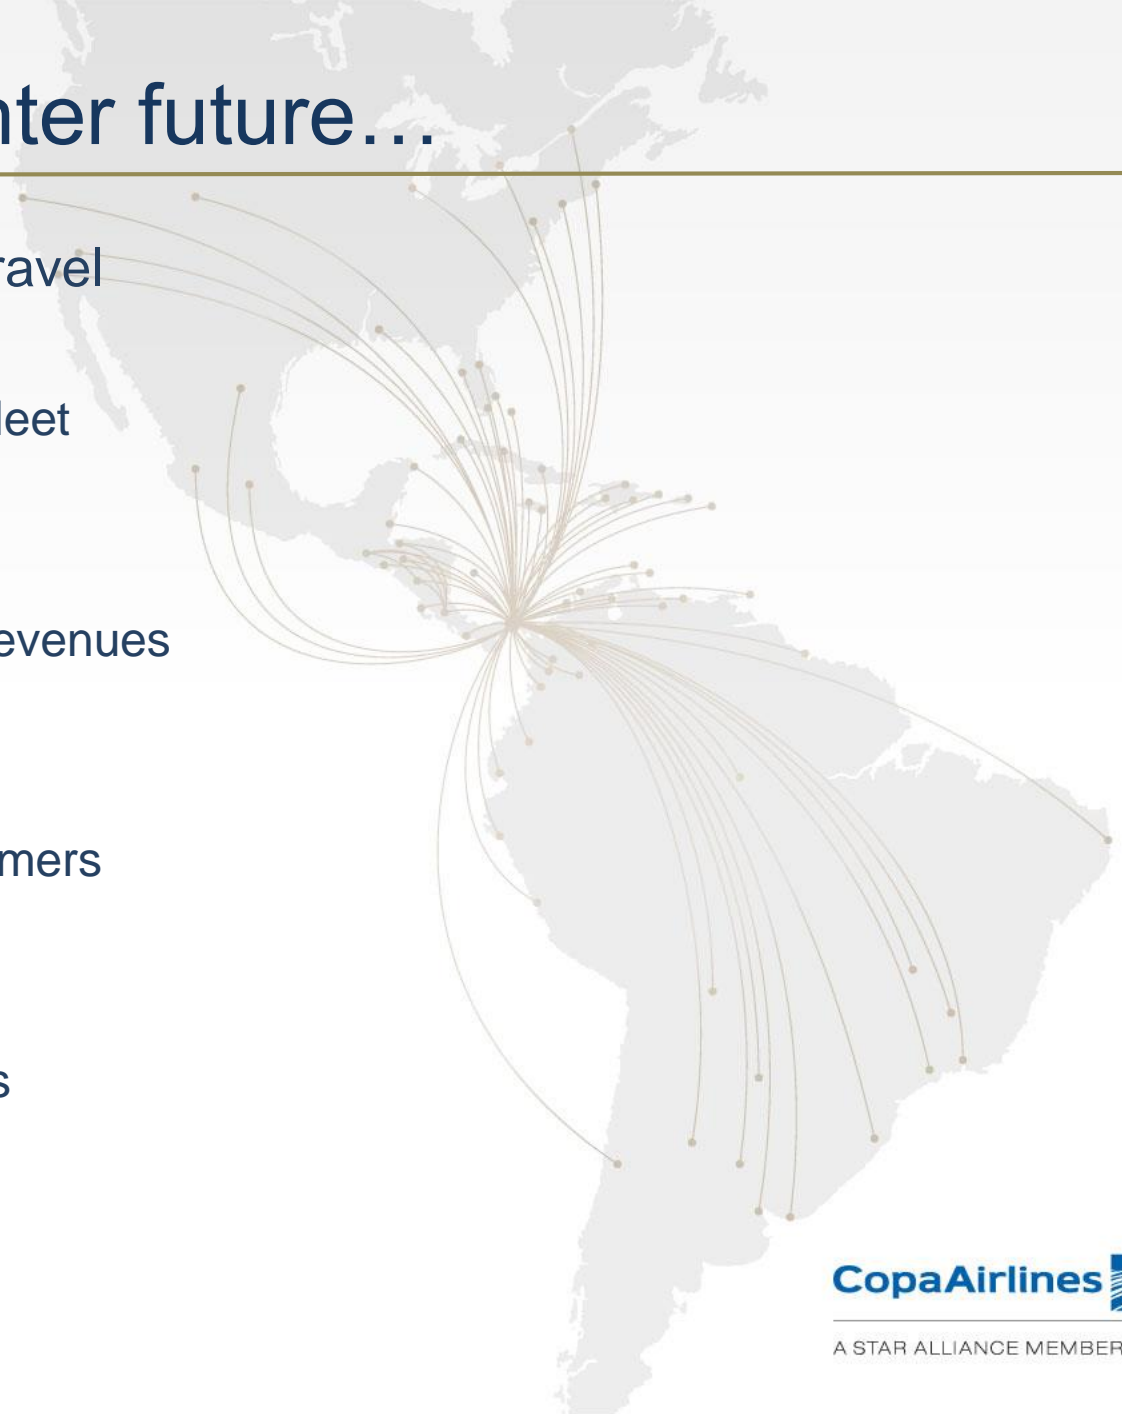 nter future…
ravel
leet
evenues
mers
s
CopaAirlines
A STAR ALLIANCE MEMBER